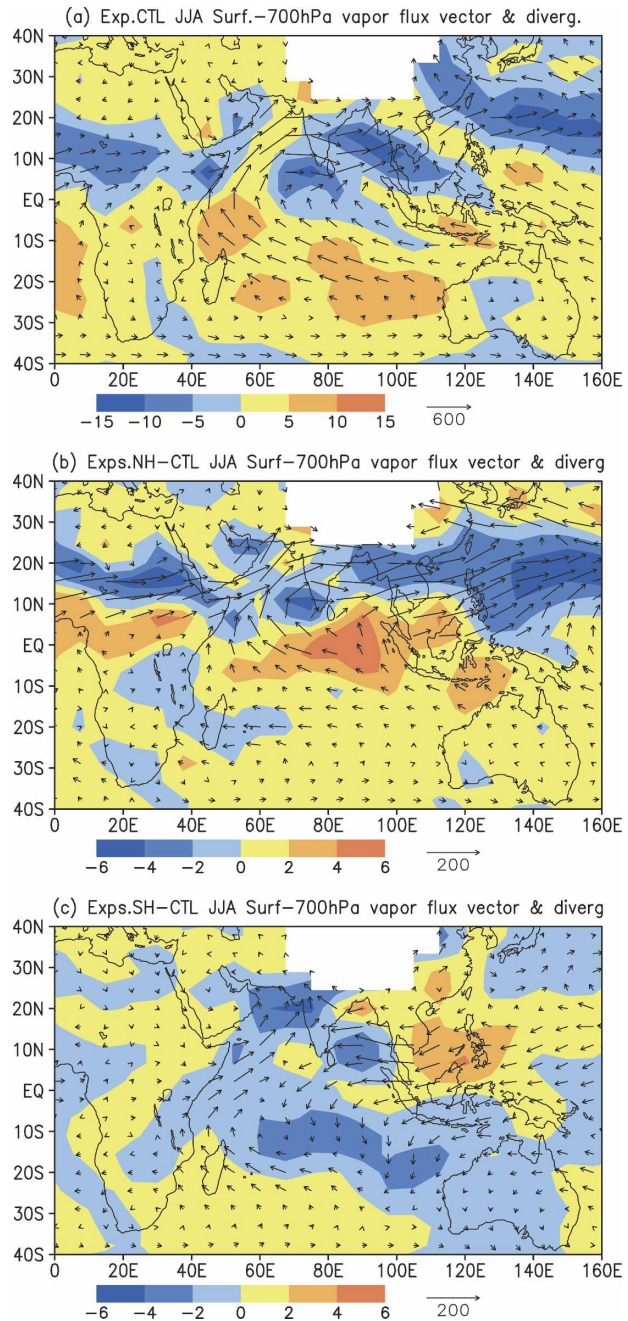 (a) Exp.CTL JJA Surf.-700hPa vapor flux vector & diverg.
40N
30N
20N
10N
EQ
10S
20S
30S
40S
0 20E 40E 60E 80E 100E 120E 140E 160E
-15 -10 -5 0 5 10 15 600
(b) Exps.NH-CTL JJA Surf-700hPa vapor flux vector & diverg
40N
30N
20N
10N
EQ
10S
20S
30S
40S
0 20E 40E 60E 80E 100E 120E 140E 160E
-6 -4 -2 0 2 4 6 200
(c) Exps.SH-CTL JJA Surf-700hPa vapor flux vector & diverg
40N
30N
20N
10N
EQ
10S
20S
30S
40S
0 20E 40E 60E 80E 100E 120E 140E 160E
-6 -4 -2 0 2 4 6 200